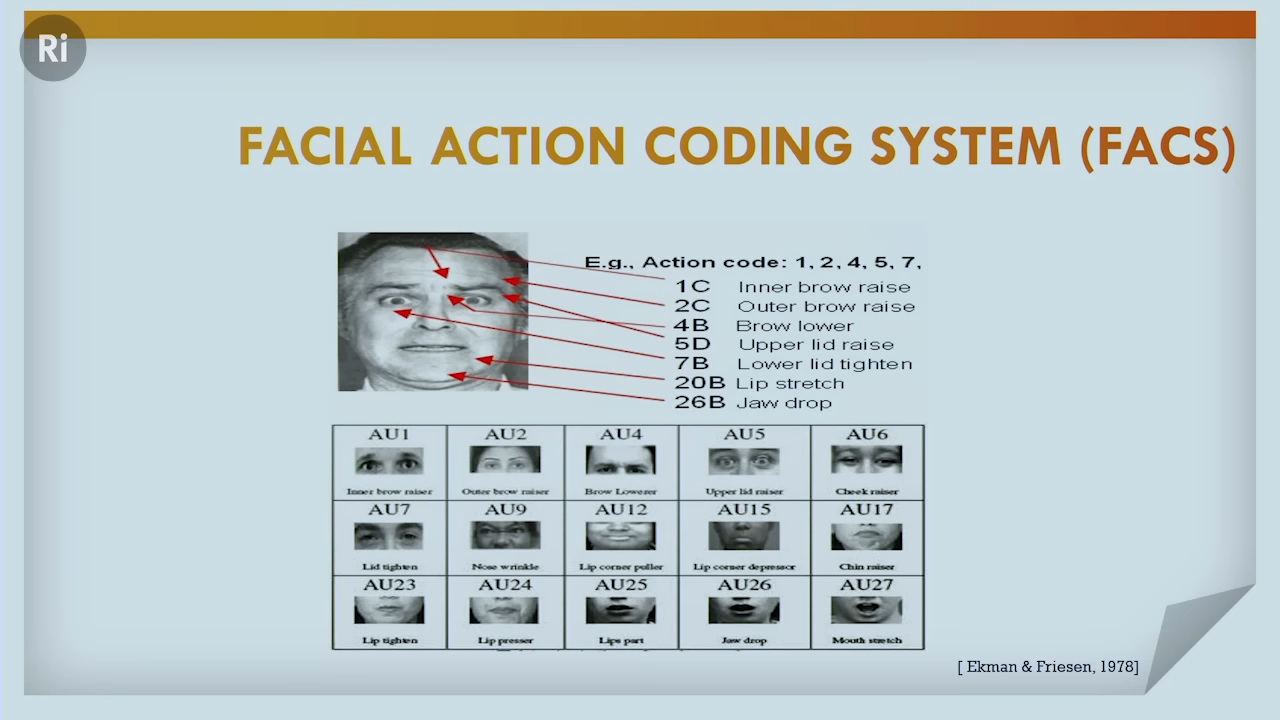 Ri
FACIAL ACTION CODING SYSTEM (FACS)
E.g., Action code: 1, 2, 4, 5, 7,
1C Inner brow raise
2C Outer brow raise
4B Brow lower
5D Upper lid raise
7B Lower lid tighten
20B Lip stretch
26B Jaw drop
AU1 AU2 AU4 AU5 AU6
Inner brow raiser Outer brow raiser Brow Lowerer Upper lid raiser Cheek raiser
AU7 AU9 AU12 AU15 AU17
Lid tighten Nose wrinkle Lip corner puller Lip corner depressor Chin raiser
AU23 AU24 AU25 AU26 AU27
Lip tighten Lip presser Lips part Jaw drop Mouth stretch
[ Ekman & Friesen, 1978]